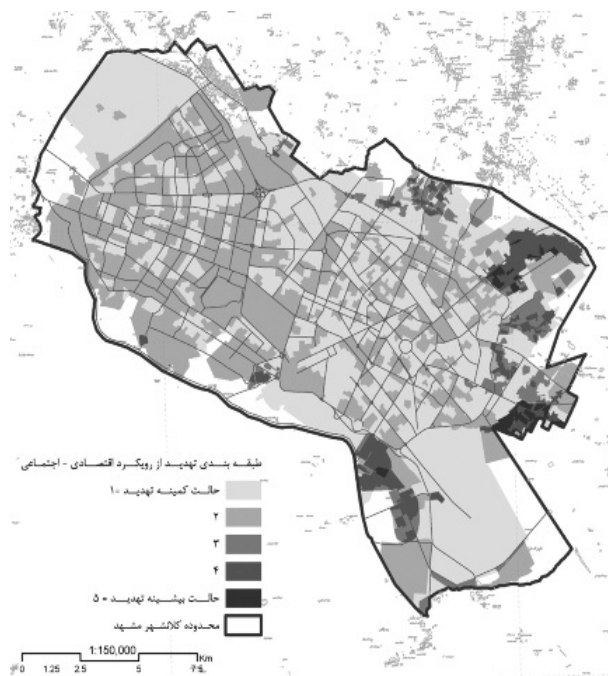 طبقه بندی تهدید از رویکرد اقتصادی - اجتماعی
حالت کمینه تهدید = ۱
۲
۳
۴
حالت بیشینه تهدید = ۵
محدوده کلانشهر مشهد
1:150,000
0 1.25 2.5 5 7.5 Km